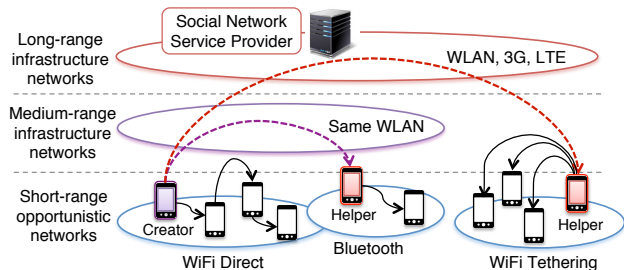 Social Network
Service Provider
Long-range
infrastructure
networks
WLAN, 3G, LTE
Medium-range
infrastructure
networks
Same WLAN
Short-range
opportunistic
networks
Creator
Helper
Helper
WiFi Direct
Bluetooth
WiFi Tethering